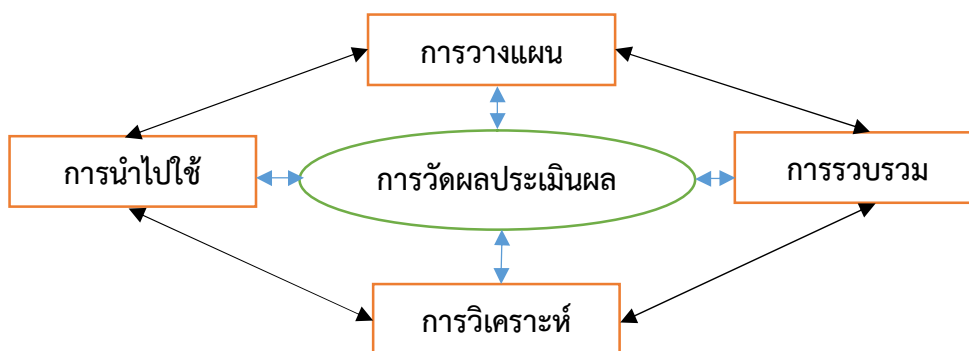 การวางแผน
การนำไปใช้
การวัดผลประเมินผล
การรวบรวม
การวิเคราะห์